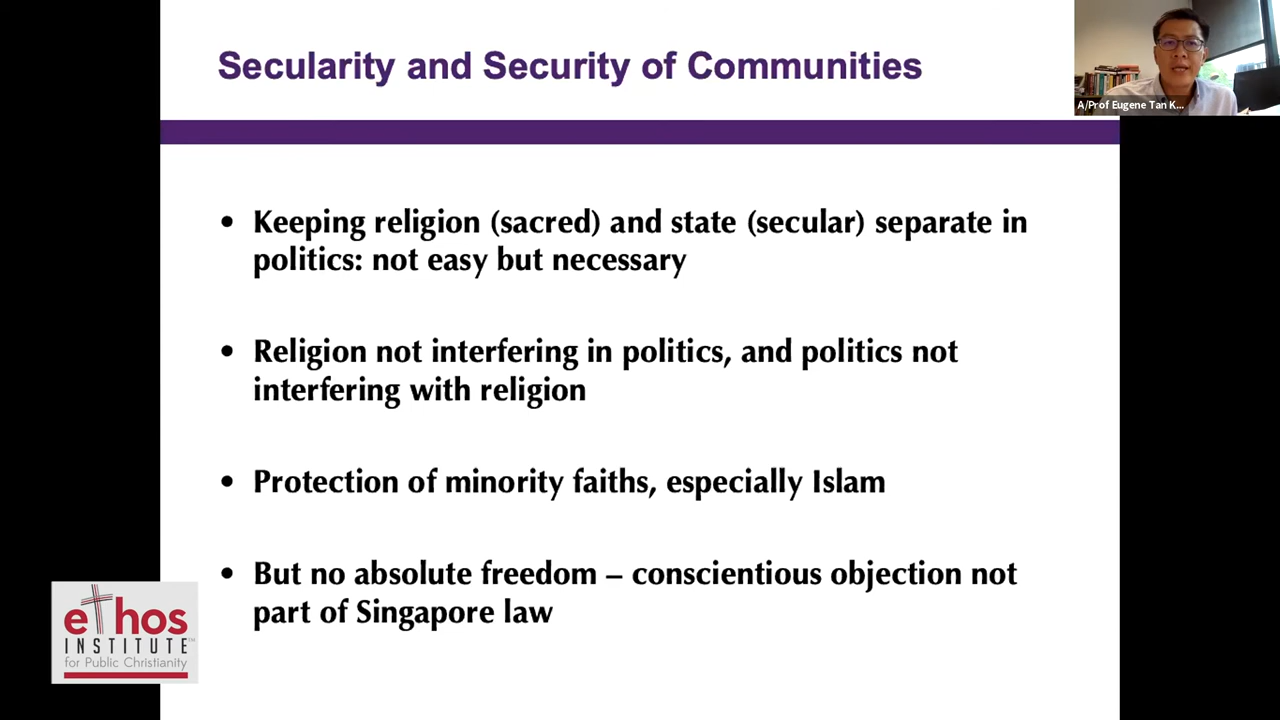 Secularity and Security of Communities
A/Prof Eugene Tan K...
• Keeping religion (sacred) and state (secular) separate in
politics: not easy but necessary
• Religion not interfering in politics, and politics not
interfering with religion
• Protection of minority faiths, especially Islam
• But no absolute freedom – conscientious objection not
part of Singapore law
ethos
INSTITUTE™
for Public Christianity